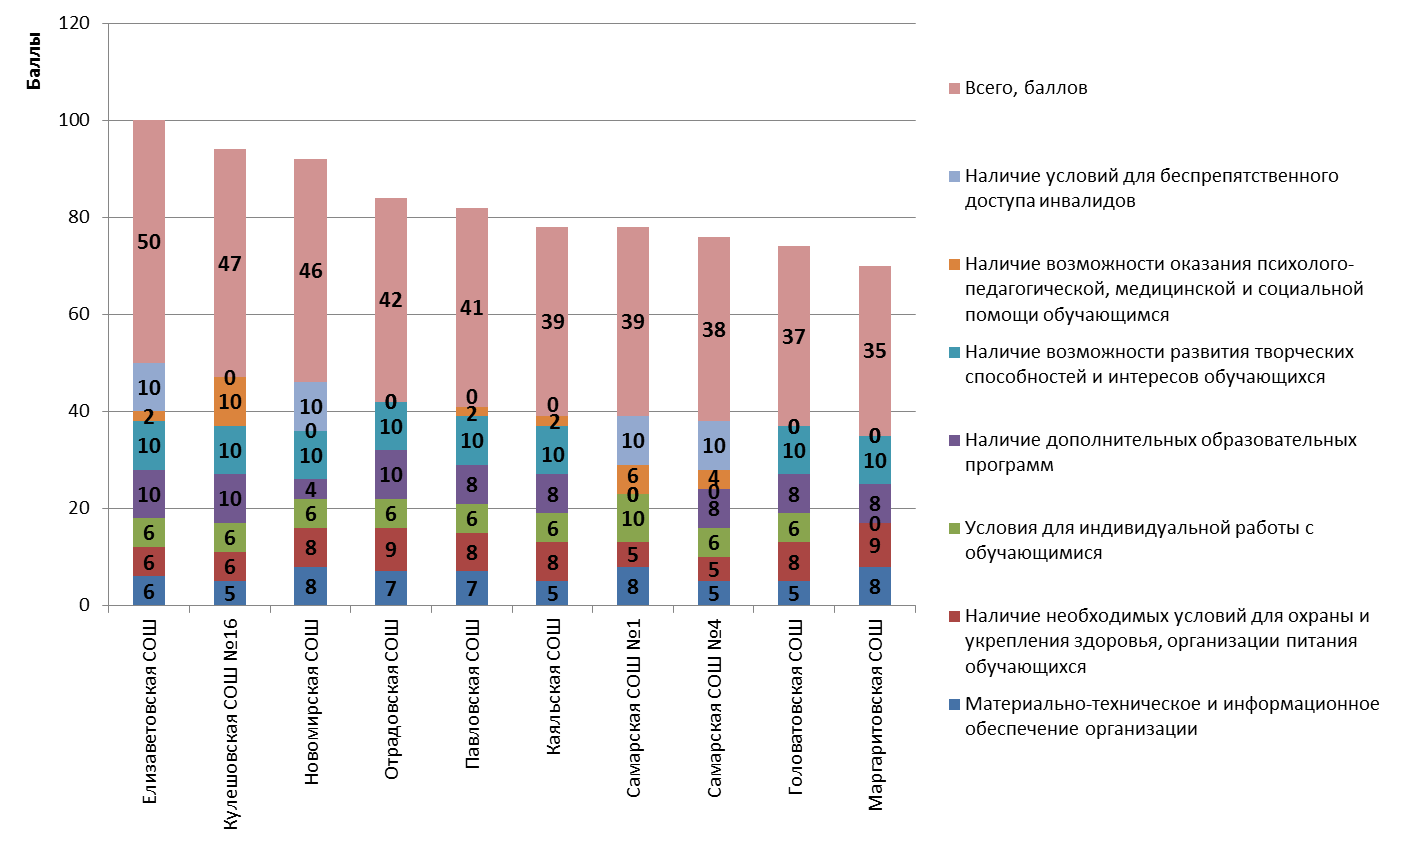 Баллы
120
100
80
60
40
20
0
50
47
46
42
41
39
39
38
37
35
10
0
10
0
0
0
10
10
0
0
2
10
0
2
2
6
4
10
10
10
10
10
10
0
0
10
10
10
10
4
10
8
8
8
8
8
6
6
6
6
6
6
10
6
6
0
6
6
8
9
8
8
5
5
8
9
6
5
8
7
7
5
8
5
5
8
Елизаветовская СОШ
Кулешовская СОШ №16
Новомирская СОШ
Отрадовская СОШ
Павловская СОШ
Каяльская СОШ
Самарская СОШ №1
Самарская СОШ №4
Головатовская СОШ
Маргаритовская СОШ
Всего, баллов
Наличие условий для беспрепятственного
доступа инвалидов
Наличие возможности оказания психолого-
педагогической, медицинской и социальной
помощи обучающимся
Наличие возможности развития творческих
способностей и интересов обучающихся
Наличие дополнительных образовательных
программ
Условия для индивидуальной работы с
обучающимися
Наличие необходимых условий для охраны и
укрепления здоровья, организации питания
обучающихся
Материально-техническое и информационное
обеспечение организации